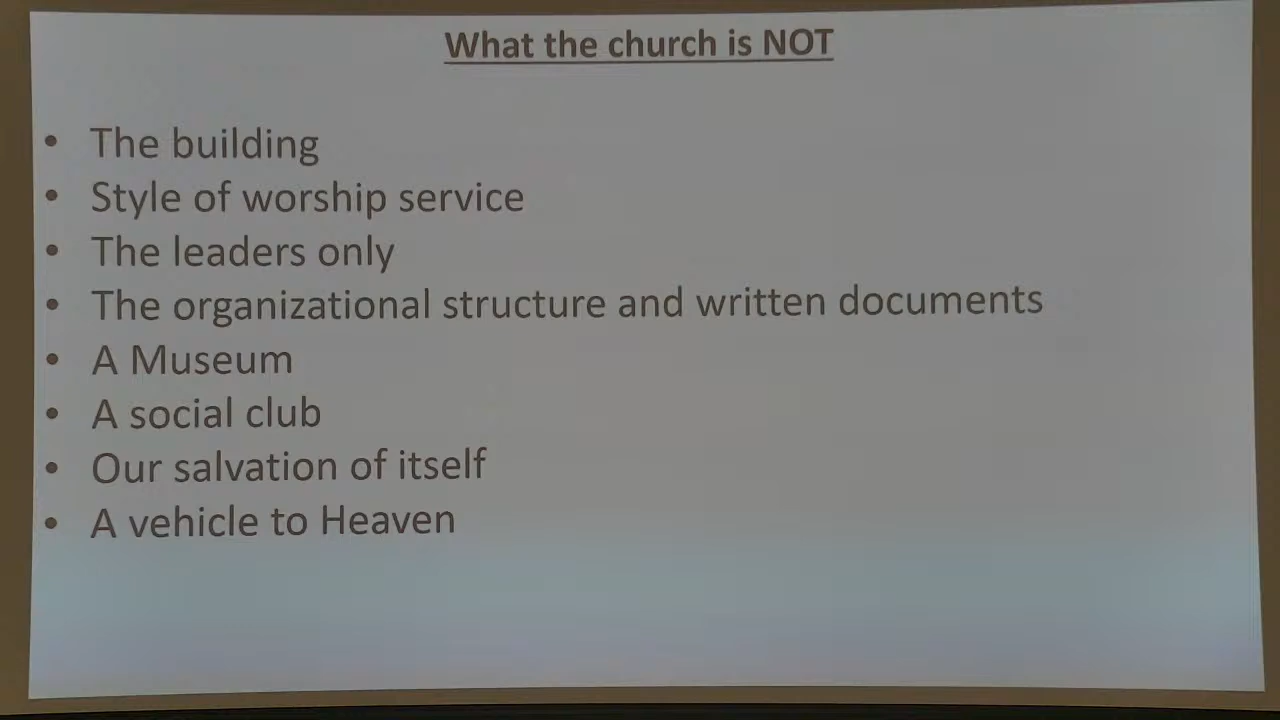 What the church is NOT
• The building
• Style of worship service
• The leaders only
• The organizational structure and written documents
• A Museum
• A social club
• Our salvation of itself
• A vehicle to Heaven